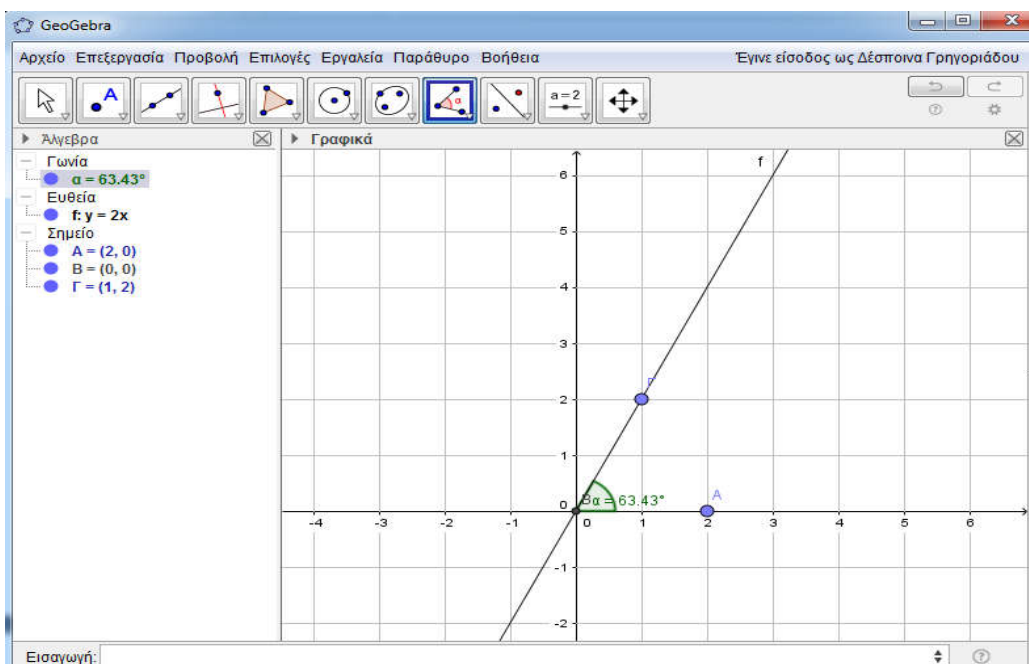 GeoGebra
Αρχείο Επεξεργασία Προβολή Επιλογές Εργαλεία Παράθυρο Βοήθεια Έγινε είσοδος ως Δέσποινα Γρηγοριάδου
A α a=2
Άλγεβρα
Γωνία
α = 63.43°
Ευθεία
f: y = 2x
Σημείο
Α = (2, 0)
Β = (0, 0)
Γ = (1, 2)
Γραφικά
f
6
5
4
3
Γ
2
1
0 Β α = 63.43° Α
-4 -3 -2 -1 0 1 2 3 4 5 6
-1
-2
Εισαγωγή: